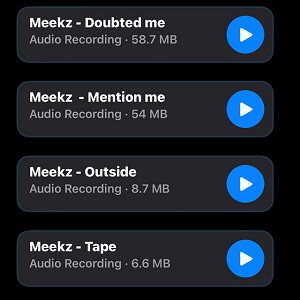 Meekz - Doubted me
Audio Recording · 58.7 MB
Meekz  - Mention me
Audio Recording · 54 MB
Meekz - Outside
Audio Recording · 8.7 MB
Meekz - Tape
Audio Recording · 6.6 MB